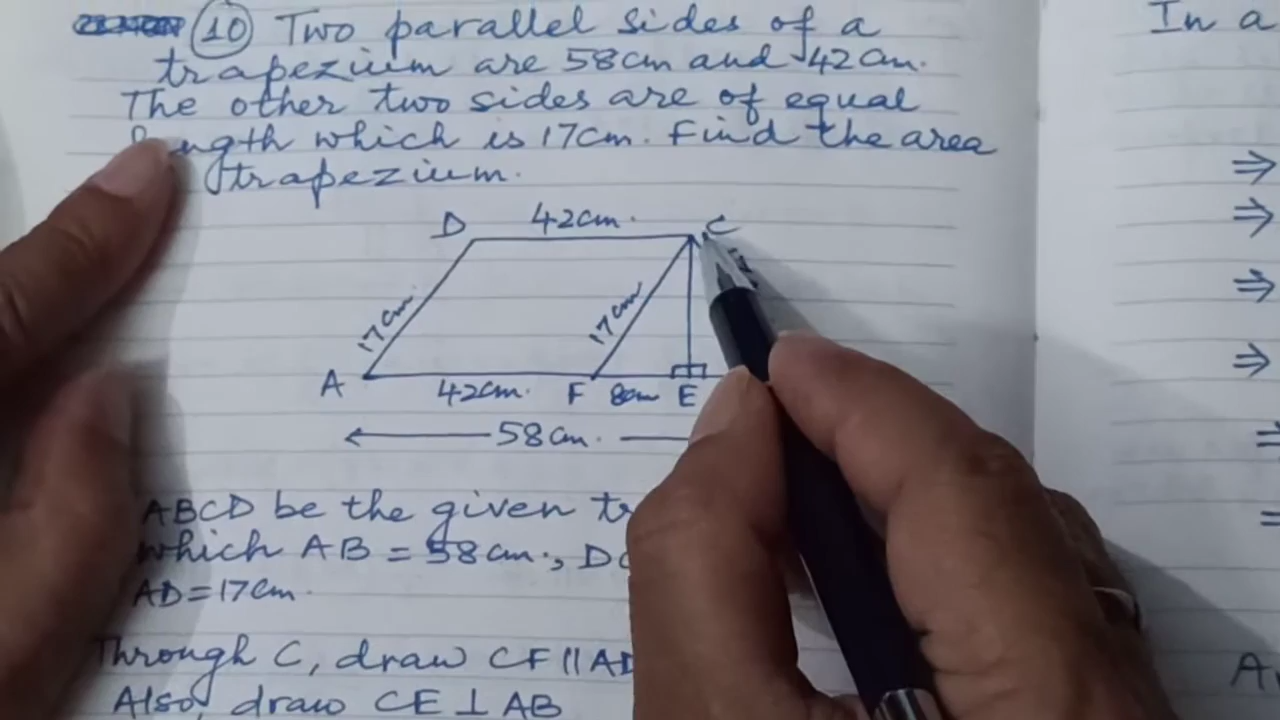 10 Two parallel sides of a
trapezium are 58cm and 42cm.
The other two sides are of equal
length which is 17cm. Find the area
trapezium.
D 42cm. C
17cm.
17cm
A 42cm. F 8cm E
58cm.
ABCD be the given
which AB = 58cm.,
AD=17cm.
Through C, draw CF || AD
Also, draw CE ⊥ AB
In a
⇒
⇒
⇒
⇒
⇒